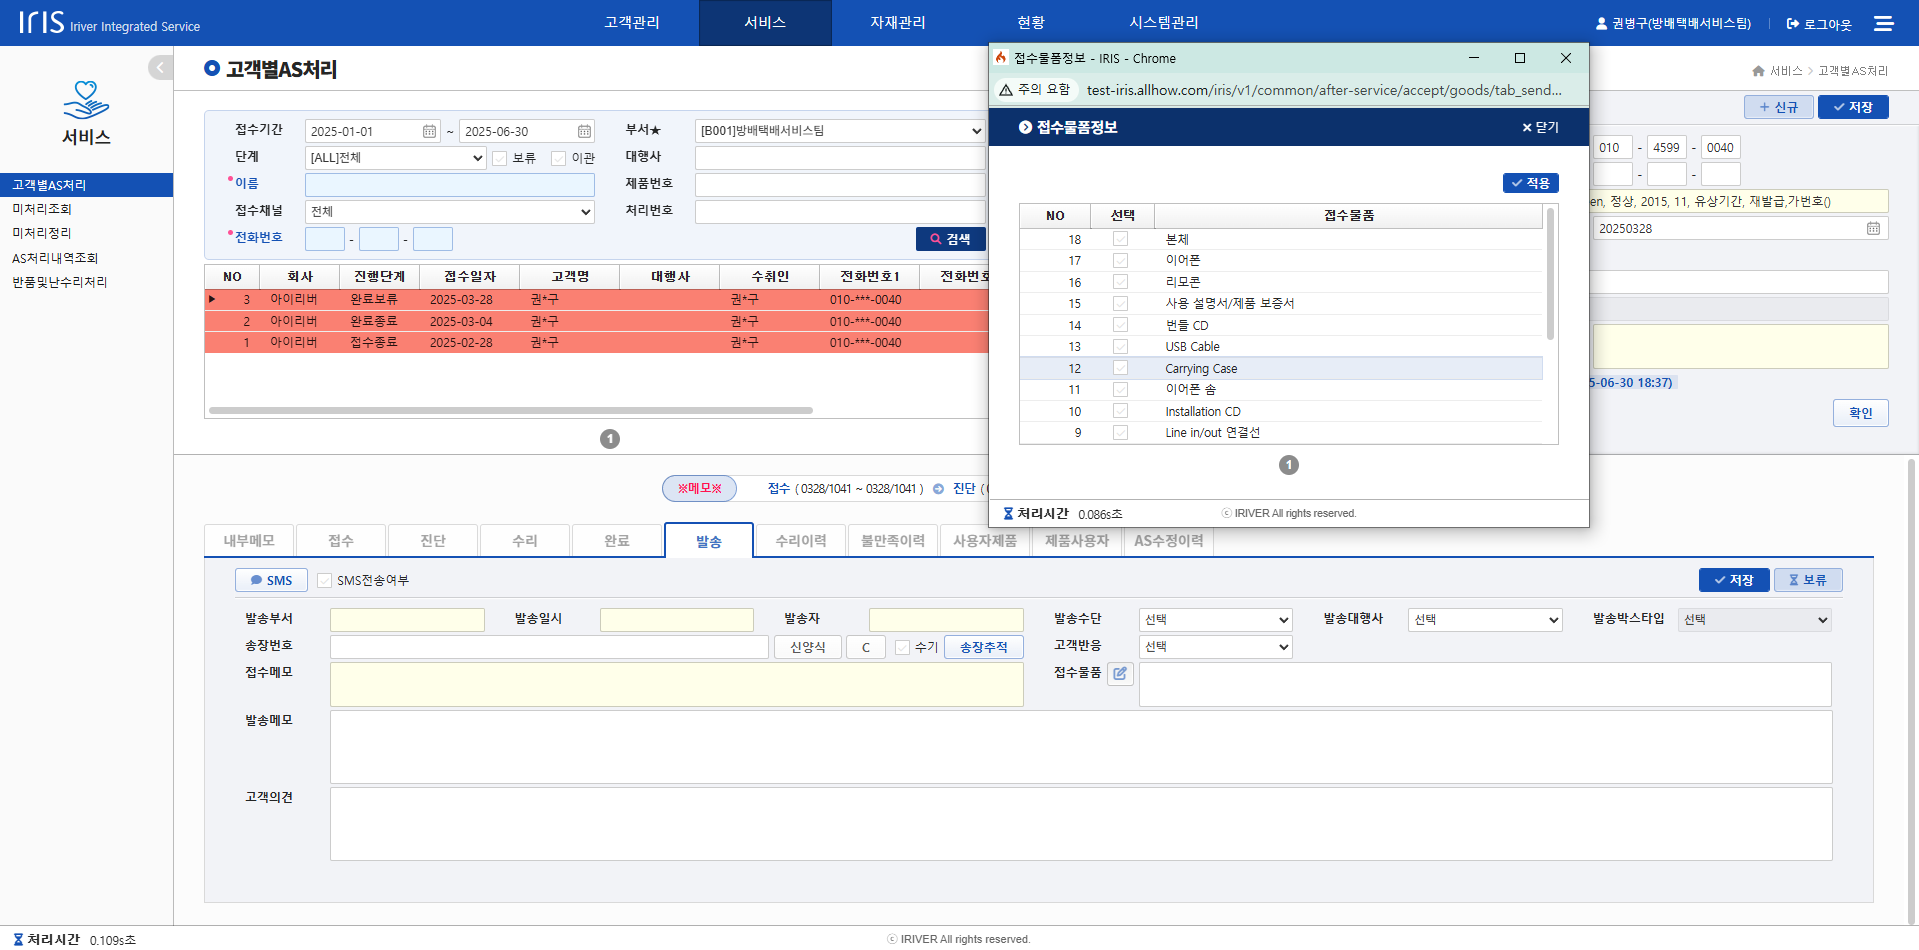 IRIS Iriver Integrated Service
고객관리 서비스 자재관리 현황 시스템관리
권병구(방배택배서비스팀) 로그아웃
서비스
고객별AS처리
미처리조회
미처리정리
AS처리내역조회
반품및난수리처리
고객별AS처리
서비스 > 고객별AS처리
+ 신규 저장
접수기간 2025-01-01 ~ 2025-06-30 부서★ [B001]방배택배서비스팀
단계 [ALL]전체 보류 이관 대행사
이름 제품번호
접수채널 전체 처리번호
전화번호 - - 검색
010 - 4599 - 0040
- -
en, 정상, 2015, 11, 유상기간, 재발급,가번호()
20250328
5-06-30 18:37)
확인
NO 회사 진행단계 접수일자 고객명 대행사 수취인 전화번호1 전화번호
3 아이리버 완료보류 2025-03-28 권*구 권*구 010-***-0040
2 아이리버 완료종료 2025-03-04 권*구 권*구 010-***-0040
1 아이리버 접수종료 2025-02-28 권*구 권*구 010-***-0040
1
접수물품정보 - IRIS - Chrome
주의 요함 test-iris.allhow.com/iris/v1/common/after-service/accept/goods/tab_send...
접수물품정보 × 닫기
적용
NO 선택 접수물품
18 본체
17 이어폰
16 리모콘
15 사용 설명서/제품 보증서
14 번들 CD
13 USB Cable
12 Carrying Case
11 이어폰 솜
10 Installation CD
9 Line in/out 연결선
1
처리시간 0.086s초 ⓒ IRIVER All rights reserved.
※메모※ 접수 ( 0328/1041 ~ 0328/1041 ) 진단 (
내부메모 접수 진단 수리 완료 발송 수리이력 불만족이력 사용자제품 제품사용자 AS수정이력
SMS SMS전송여부 저장 보류
발송부서 발송일시 발송자 발송수단 선택 발송대행사 선택 발송박스타입 선택
송장번호 신양식 C 수기 송장추적 고객반응 선택
접수메모 접수물품
발송메모
고객의견
처리시간 0.109s초 ⓒ IRIVER All rights reserved.